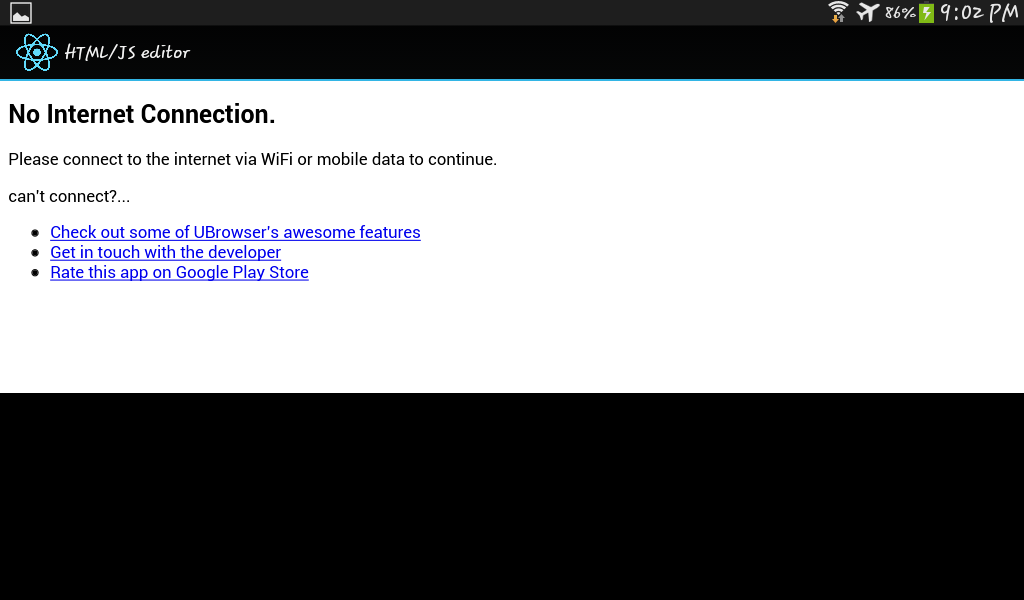 86% 9:02 PM
HTML/JS editor
No Internet Connection.
Please connect to the internet via WiFi or mobile data to continue.
can't connect?...
Check out some of UBrowser's awesome features
Get in touch with the developer
Rate this app on Google Play Store